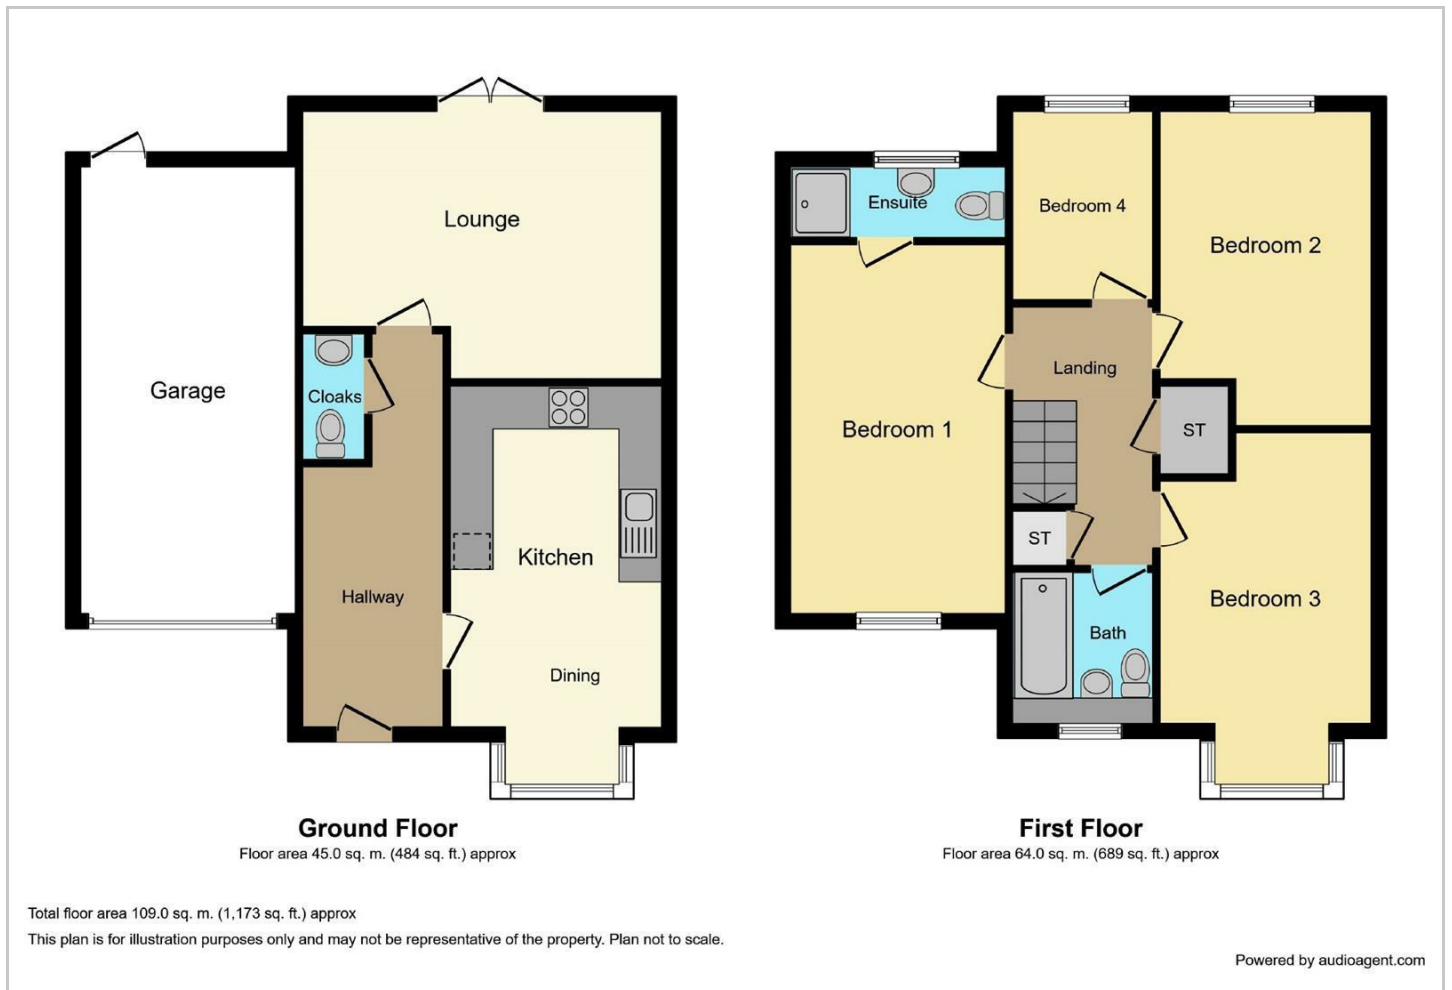 Lounge
Garage
Cloaks
Kitchen
Hallway
Dining
Ground Floor
Floor area 45.0 sq. m. (484 sq. ft.) approx
Ensuite
Bedroom 4
Bedroom 2
Landing
Bedroom 1
ST
ST
Bedroom 3
Bath
First Floor
Floor area 64.0 sq. m. (689 sq. ft.) approx
Total floor area 109.0 sq. m. (1,173 sq. ft.) approx
This plan is for illustration purposes only and may not be representative of the property. Plan not to scale.
Powered by audioagent.com